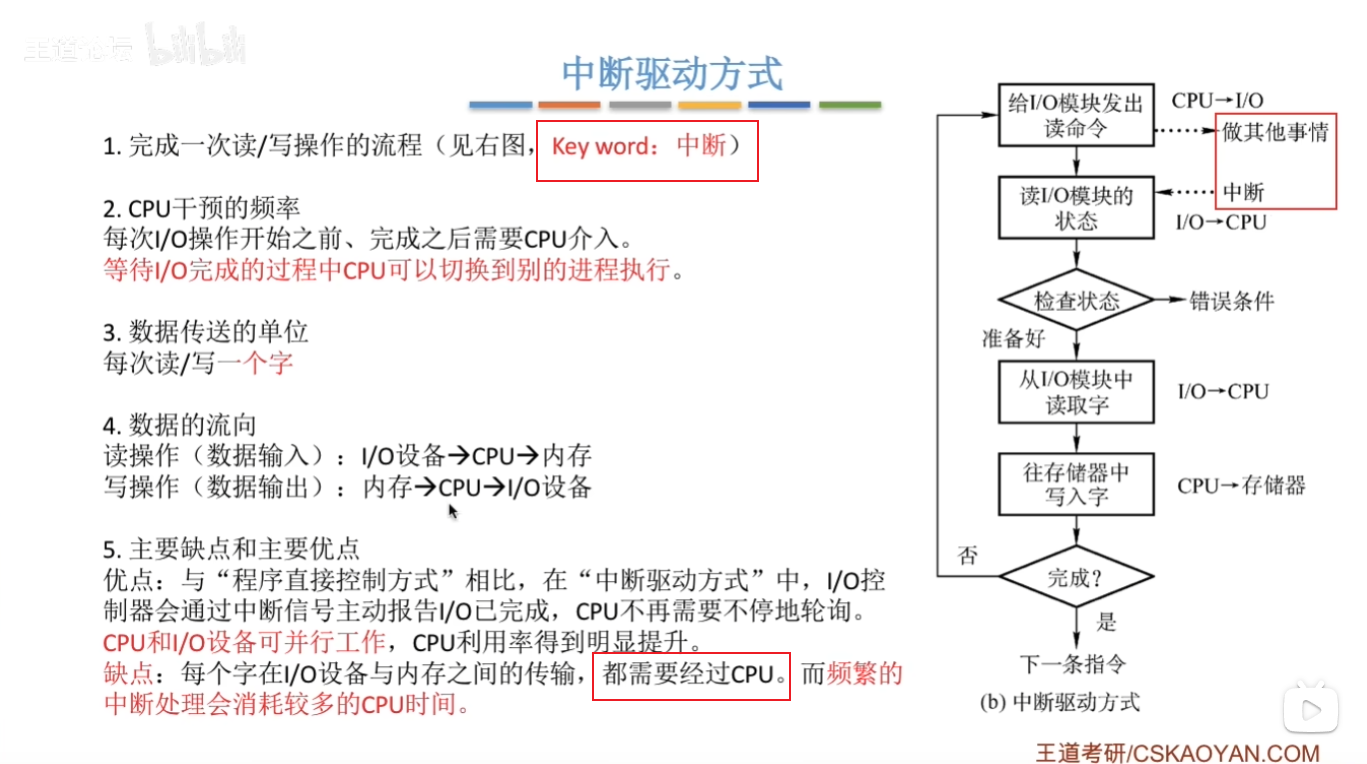 王道论坛 bilibili
中断驱动方式
1. 完成一次读/写操作的流程（见右图，Key word：中断）
2. CPU干预的频率
每次I/O操作开始之前、完成之后需要CPU介入。
等待I/O完成的过程中CPU可以切换到别的进程执行。
3. 数据传送的单位
每次读/写一个字
4. 数据的流向
读操作（数据输入）：I/O设备→CPU→内存
写操作（数据输出）：内存→CPU→I/O设备
5. 主要缺点和主要优点
优点：与“程序直接控制方式”相比，在“中断驱动方式”中，I/O控
制器会通过中断信号主动报告I/O已完成，CPU不再需要不停地轮询。
CPU和I/O设备可并行工作，CPU利用率得到明显提升。
缺点：每个字在I/O设备与内存之间的传输，都需要经过CPU。而频繁的
中断处理会消耗较多的CPU时间。
给I/O模块发出
读命令
CPU→I/O
做其他事情
读I/O模块的
状态
中断
I/O→CPU
检查状态
错误条件
准备好
从I/O模块中
读取字
I/O→CPU
往存储器中
写入字
CPU→存储器
否
完成？
是
下一条指令
(b) 中断驱动方式
王道考研/CSKAOYAN.COM